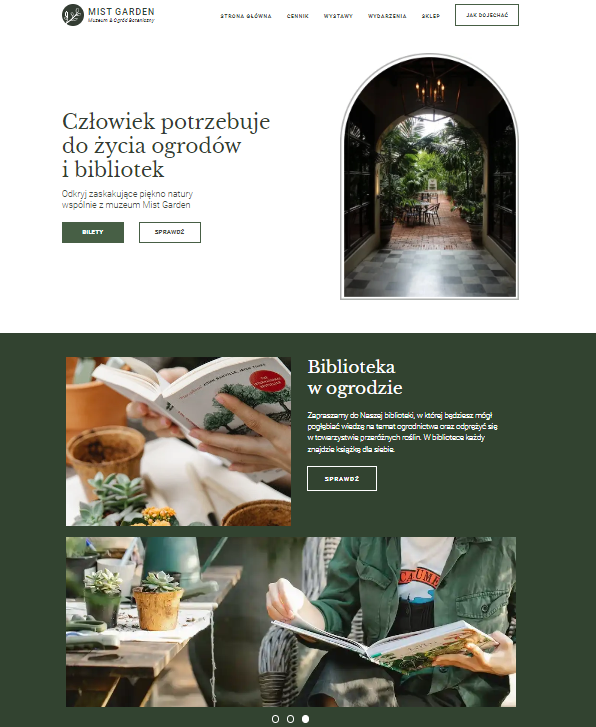 MIST GARDEN
Muzeum & Ogród Botaniczny
STRONA GŁÓWNA CENNIK WYSTAWY WYDARZENIA SKLEP JAK DOJECHAĆ
Człowiek potrzebuje
do życia ogrodów
i bibliotek
Odkryj zaskakujące piękno natury
wspólnie z muzeum Mist Garden
BILETY SPRAWDŹ
Biblioteka
w ogrodzie
Zapraszamy do Naszej biblioteki, w której będziesz mógł
pogłębiać wiedzę na temat ogrodnictwa oraz odprężyć się
w towarzystwie przeróżnych roślin. W bibliotece każdy
znajdzie książkę dla siebie.
SPRAWDŹ